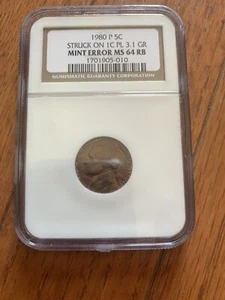 1980 P 5C
STRUCK ON 1C PL 3.1 GR
MINT ERROR MS 64 RB
1701905-010
NUMISMATIC GUARANTY CORPORATION